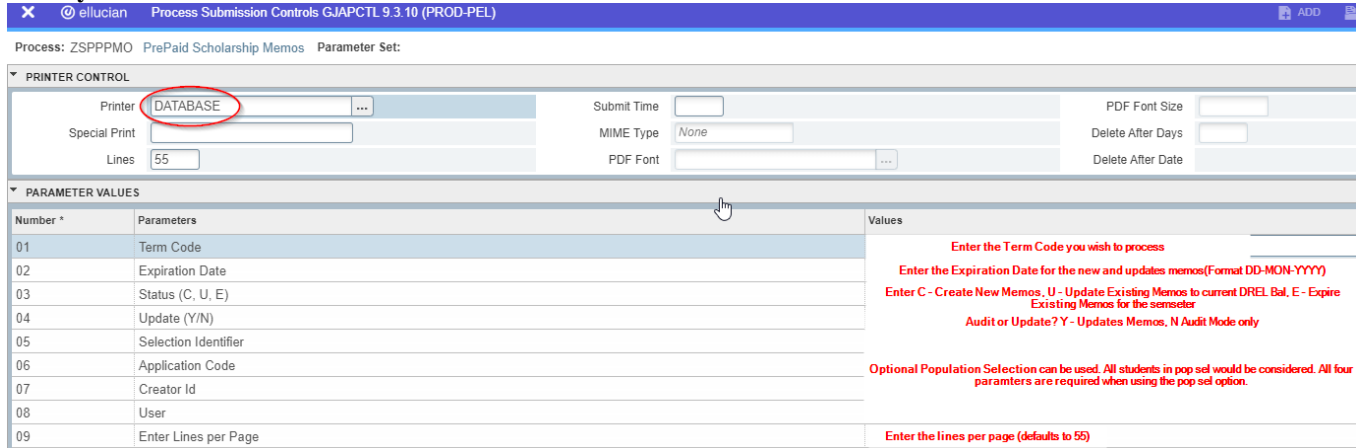 ellucian Process Submission Controls GJAPCTL 9.3.10 (PROD-PEL) ADD
Process: ZSPPPMO PrePaid Scholarship Memos Parameter Set:
PRINTER CONTROL
Printer DATABASE ... Submit Time PDF Font Size
Special Print MIME Type None Delete After Days
Lines 55 PDF Font ... Delete After Date
PARAMETER VALUES
Number * Parameters Values
01 Term Code Enter the Term Code you wish to process
02 Expiration Date Enter the Expiration Date for the new and updates memos(Format DD-MON-YYYY)
03 Status (C, U, E) Enter C - Create New Memos, U - Update Existing Memos to current DREL Bal, E - Expire
Existing Memos for the semseter
04 Update (Y/N) Audit or Update? Y - Updates Memos, N Audit Mode only
05 Selection Identifier
06 Application Code Optional Population Selection can be used. All students in pop sel would be considered. All four
paramters are required when using the pop sel option.
07 Creator Id
08 User
09 Enter Lines per Page Enter the lines per page (defaults to 55)